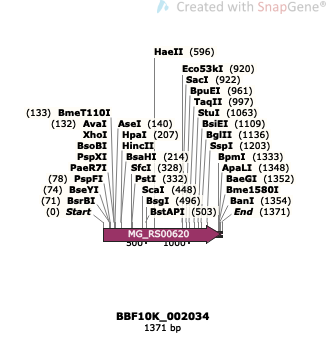 Created with SnapGene®
HaeII (596)
Eco53kI (920)
SacI (922)
BpuEI (961)
TaqII (997)
(133) BmeT110I StuI (1063)
(132) AvaI AseI (140) BsiEI (1109)
XhoI HpaI (207) BglII (1136)
BsoBI HincII SspI (1203)
PspXI BsaHI (214) BpmI (1333)
PaeR7I SfcI (328) ApaLI (1348)
(78) PspFI PstI (332) BaeGI (1352)
(74) BseYI ScaI (448) Bme1580I
(71) BsrBI BsgI (496) BanI (1354)
(0) Start BstAPI (503) End (1371)
MG_RS00620
500 1000
BBF10K_002034
1371 bp